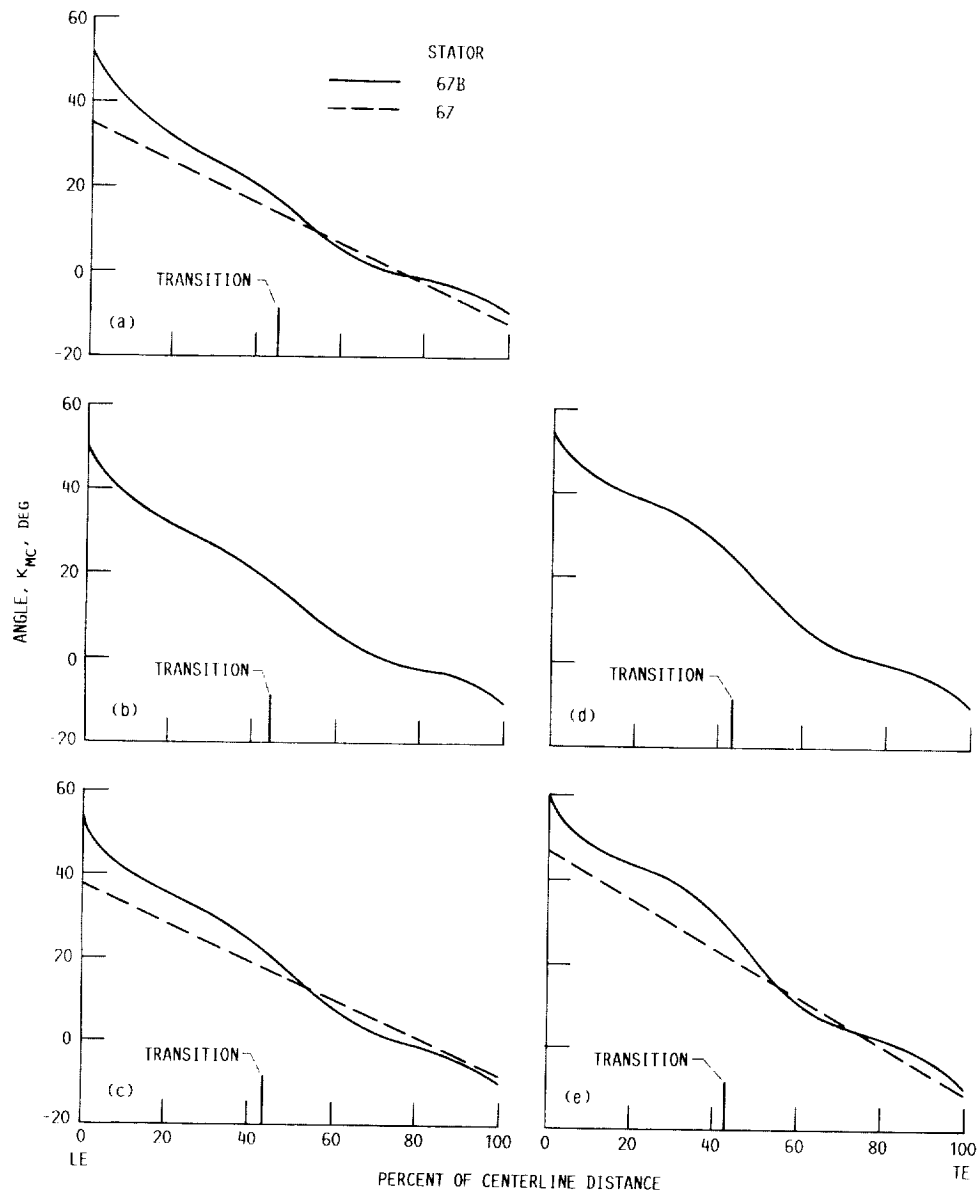 60
40
20
0
-20
STATOR
67B
67
TRANSITION
(a)
60
40
20
0
-20
TRANSITION
(b)
TRANSITION
(d)
ANGLE, KMC, DEG
60
40
20
0
-20
TRANSITION
(c)
0 20 40 60 80 100
LE
TRANSITION
(e)
0 20 40 60 80 100
TE
PERCENT OF CENTERLINE DISTANCE